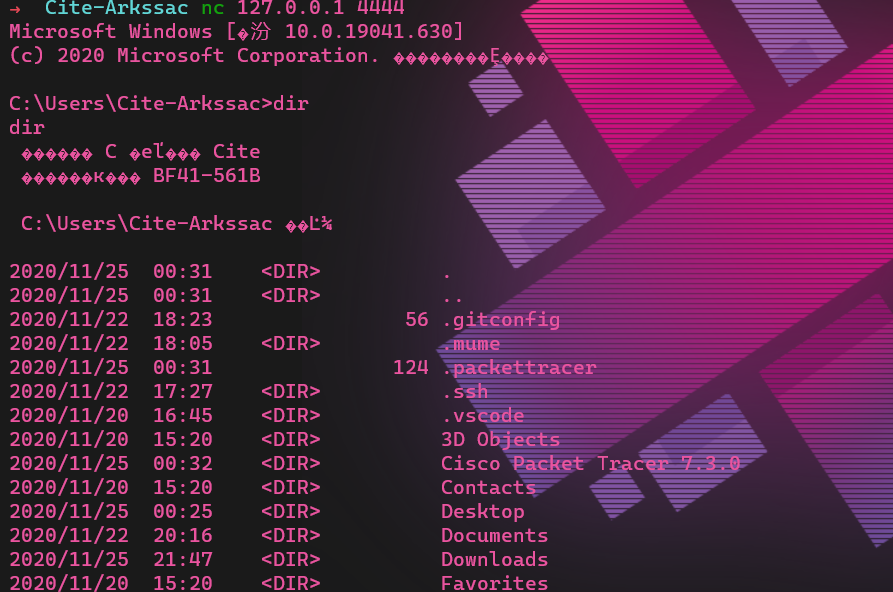 → Cite-Arkssac nc 127.0.0.1 4444
Microsoft Windows [�汾 10.0.19041.630]
(c) 2020 Microsoft Corporation.

C:\Users\Cite-Arkssac>dir
dir
 ������ C �еľ��� Cite
 ������к��� BF41-561B

 C:\Users\Cite-Arkssac ��Ŀ¼

2020/11/25  00:31    <DIR>          .
2020/11/25  00:31    <DIR>          ..
2020/11/22  18:23                56 .gitconfig
2020/11/22  18:05    <DIR>          .mume
2020/11/25  00:31               124 .packettracer
2020/11/22  17:27    <DIR>          .ssh
2020/11/20  16:45    <DIR>          .vscode
2020/11/20  15:20    <DIR>          3D Objects
2020/11/25  00:32    <DIR>          Cisco Packet Tracer 7.3.0
2020/11/20  15:20    <DIR>          Contacts
2020/11/25  00:25    <DIR>          Desktop
2020/11/22  20:16    <DIR>          Documents
2020/11/25  21:47    <DIR>          Downloads
2020/11/20  15:20    <DIR>          Favorites